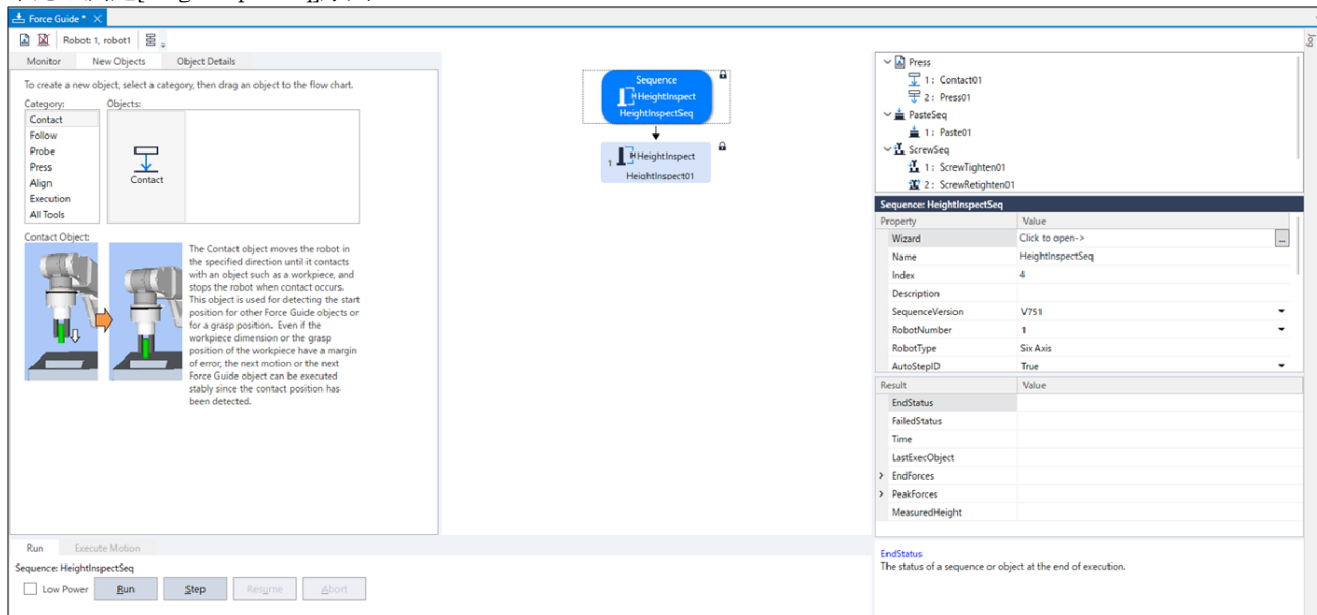 Force Guide *
Robot: 1, robot1
Jog
Monitor New Objects Object Details
To create a new object, select a category, then drag an object to the flow chart.
Category: Objects:
Contact
Follow
Probe
Press
Align
Execution
All Tools
Contact
Contact Object:
The Contact object moves the robot in
the specified direction until it contacts
with an object such as a workpiece, and
stops the robot when contact occurs.
This object is used for detecting the start
position for other Force Guide objects or
for a grasp position. Even if the
workpiece dimension or the grasp
position of the workpiece have a margin
of error, the next motion or the next
Force Guide object can be executed
stably since the contact position has
been detected.
Sequence
HeightInspect
HeightInspectSeq
1 HeightInspect
HeightInspect01
Press
1: Contact01
2: Press01
PasteSeq
1: Paste01
ScrewSeq
1: ScrewTighten01
2: ScrewRetighten01
Sequence: HeightInspectSeq
Property Value
Wizard Click to open-> ...
Name HeightInspectSeq
Index 4
Description
SequenceVersion V751
RobotNumber 1
RobotType Six Axis
AutoStepID True
Result Value
EndStatus
FailedStatus
Time
LastExecObject
EndForces
PeakForces
MeasuredHeight
EndStatus
The status of a sequence or object at the end of execution.
Run Execute Motion
Sequence: HeightInspectSeq
Low Power Run Step Resume Abort